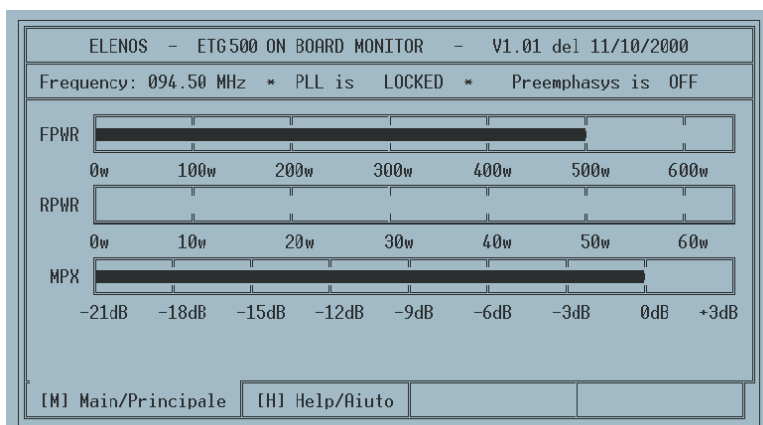 ELENOS - ETG500 ON BOARD MONITOR - V1.01 del 11/10/2000
Frequency: 094.50 MHz * PLL is LOCKED * Preemphasys is OFF
FPWR
0w 100w 200w 300w 400w 500w 600w
RPWR
0w 10w 20w 30w 40w 50w 60w
MPX
-21dB -18dB -15dB -12dB -9dB -6dB -3dB 0dB +3dB
[M] Main/Principale [H] Help/Aiuto